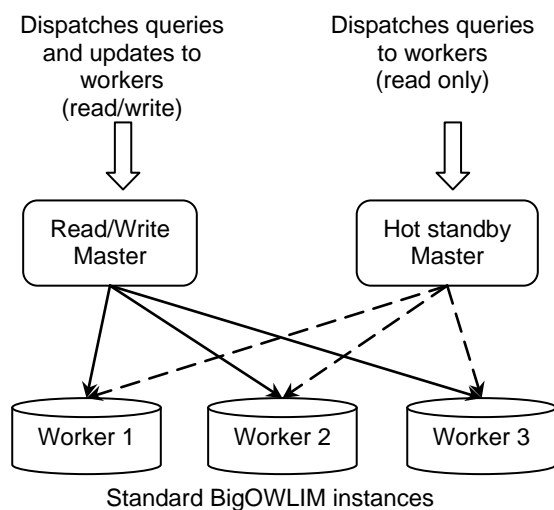 Dispatches queries
and updates to
workers
(read/write)
Dispatches queries
to workers
(read only)
Read/Write
Master
Hot standby
Master
Worker 1
Worker 2
Worker 3
Standard BigOWLIM instances